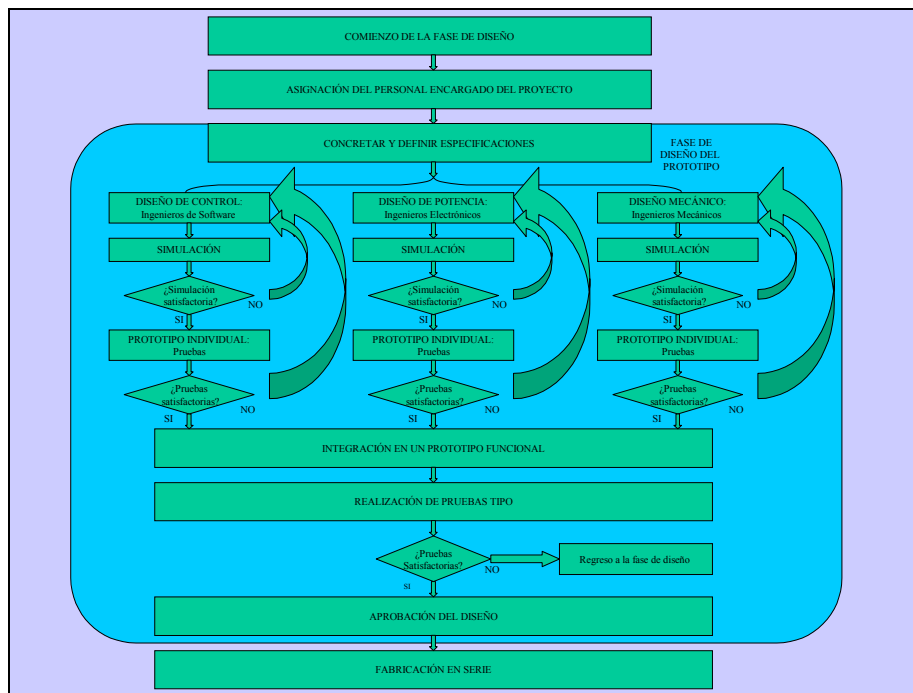 COMIENZO DE LA FASE DE DISEÑO
ASIGNACIÓN DEL PERSONAL ENCARGADO DEL PROYECTO
CONCRETAR Y DEFINIR ESPECIFICACIONES
FASE DE
DISEÑO DEL
PROTOTIPO
DISEÑO DE CONTROL:
Ingenieros de Software
DISEÑO DE POTENCIA:
Ingenieros Electrónicos
DISEÑO MECÁNICO:
Ingenieros Mecánicos
SIMULACIÓN
SIMULACIÓN
SIMULACIÓN
¿Simulación
satisfactoria?
NO
SI
¿Simulación
satisfactoria?
NO
SI
¿Simulación
satisfactoria?
NO
SI
PROTOTIPO INDIVIDUAL:
Pruebas
PROTOTIPO INDIVIDUAL:
Pruebas
PROTOTIPO INDIVIDUAL:
Pruebas
¿Pruebas
satisfactorias?
NO
SI
¿Pruebas
satisfactorias?
NO
SI
¿Pruebas
satisfactorias?
NO
SI
INTEGRACIÓN EN UN PROTOTIPO FUNCIONAL
REALIZACIÓN DE PRUEBAS TIPO
¿Pruebas
Satisfactorias?
NO
SI
Regreso a la fase de diseño
APROBACIÓN DEL DISEÑO
FABRICACIÓN EN SERIE